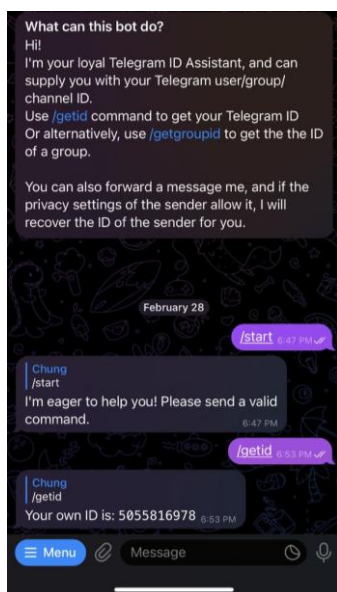 What can this bot do?
Hi!
I'm your loyal Telegram ID Assistant, and can
supply you with your Telegram user/group/
channel ID.
Use /getid command to get your Telegram ID
Or alternatively, use /getgroupid to get the the ID
of a group.
You can also forward a message me, and if the
privacy settings of the sender allow it, I will
recover the ID of the sender for you.
February 28
/start 6:47 PM
Chung
/start
I'm eager to help you! Please send a valid
command.
6:47 PM
/getid 6:53 PM
Chung
/getid
Your own ID is: 5055816978 6:53 PM
Menu
Message